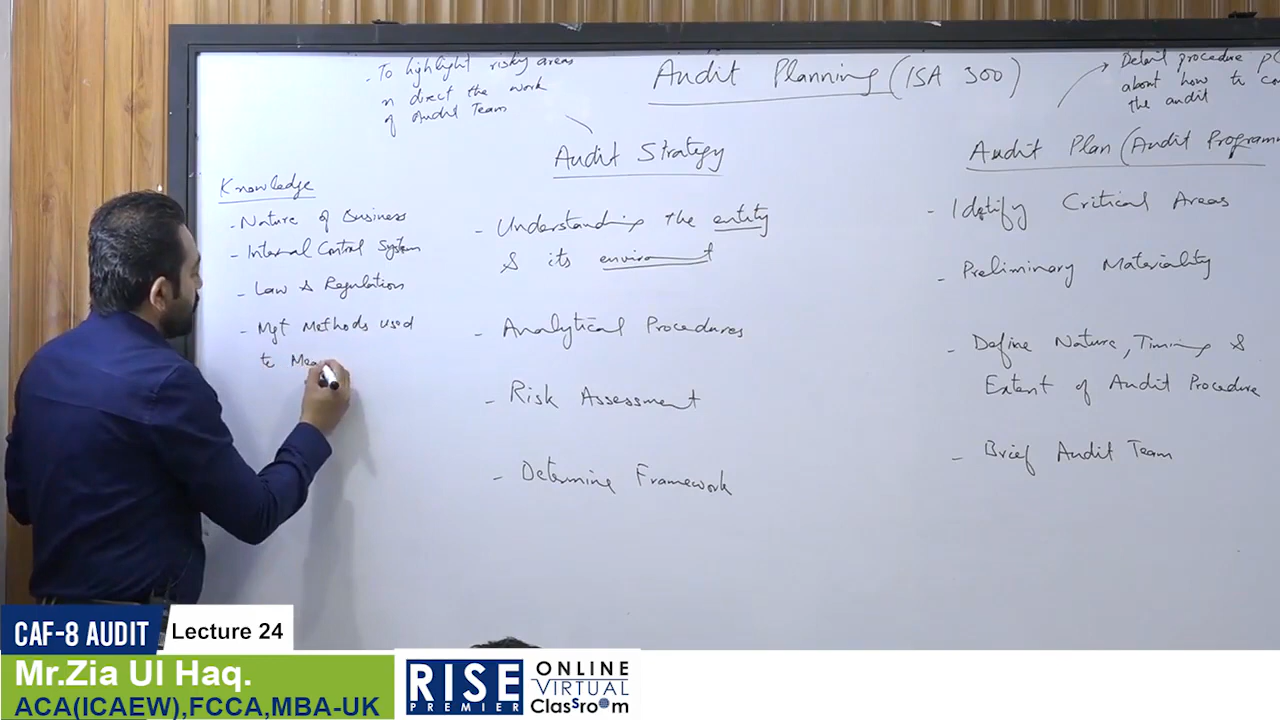 - To highlight risky areas
n direct the work
of Audit Team
Audit Planning (ISA 300)
Detail procedure
about how to
the audit
Audit Strategy
Audit Plan (Audit Programm
Knowledge
- Nature of Business
- Internal Control System
- Law & Regulations
- Mgt Methods used
to Mea
- Understanding the entity
& its environment
- Analytical Procedures
- Risk Assessment
- Determine Framework
- Idetify Critical Areas
- Preliminary Materiality
- Define Nature, Timing &
Extent of Audit Procedure
- Brief Audit Team
CAF-8 AUDIT
Lecture 24
Mr.Zia Ul Haq.
ACA(ICAEW),FCCA,MBA-UK
RISE
PREMIER
ONLINE
VIRTUAL
Classroom